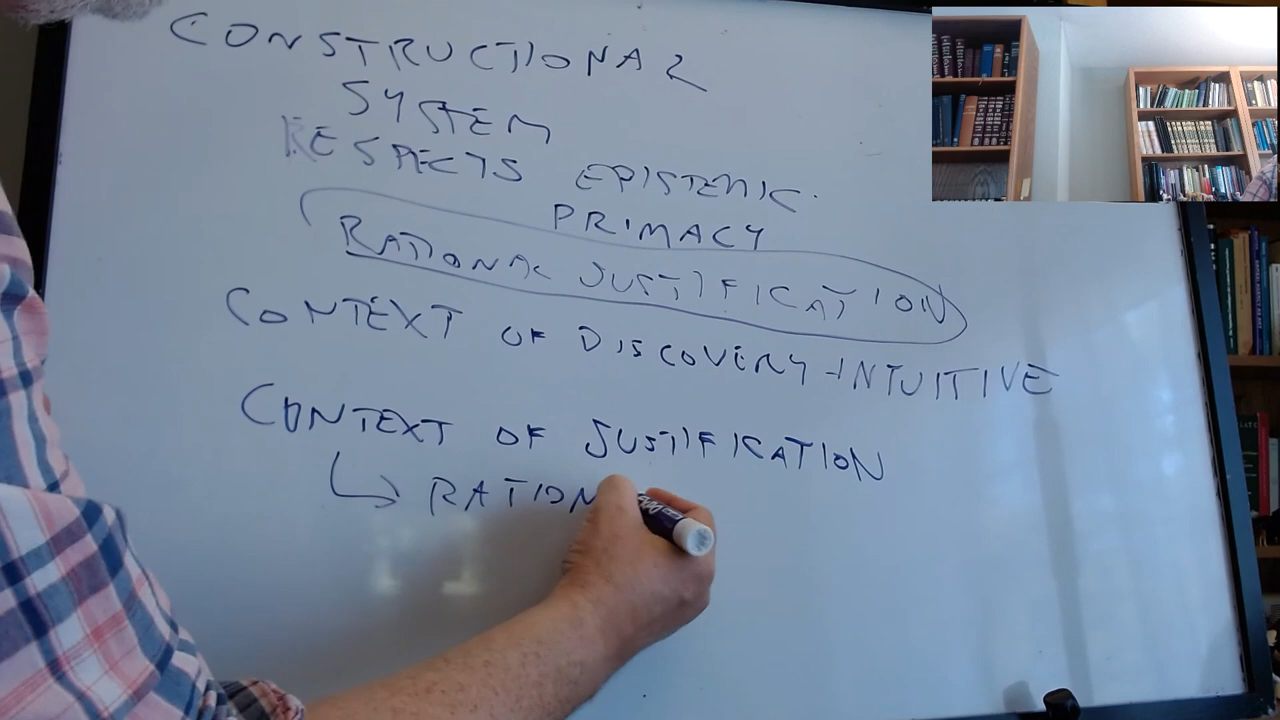 CONSTRUCTIONAL
SYSTEM
RESPECTS EPISTEMIC
PRIMACY
RATIONAL JUSTIFICATION
CONTEXT OF DISCOVERY-INTUITIVE
CONTEXT OF JUSTIFICATION
↳ RATION